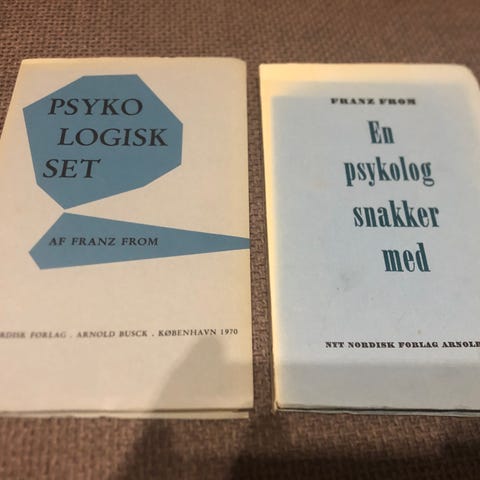 PSYKO
LOGISK
SET
AF FRANZ FROM
FORLAG . ARNOLD BUSCK . KØBENHAVN 1970
FRANZ FROM
En
psykolog
snakker
med
NYT NORDISK FORLAG ARNOLD